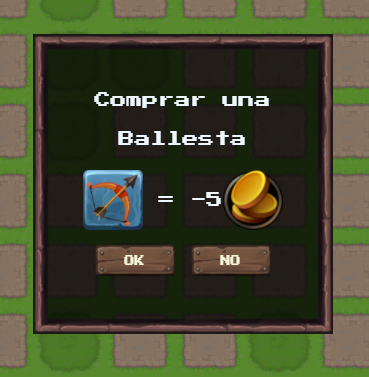 Comprar una
Ballesta
= -5
OK NO